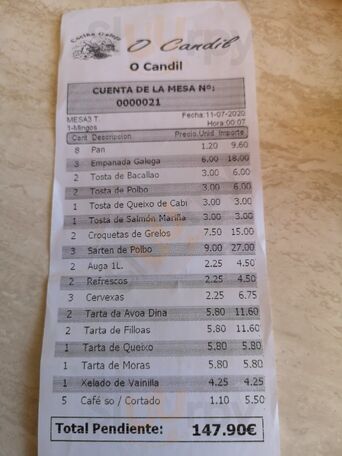 Cociña Galega
O Candil
O Candil
CUENTA DE LA MESA Nº:
0000021
MESA3 T. Fecha:11-07-2020
1-Mingos Hora:00:07
Cant Descripcion Precio.Unid Importe
8 Pan 1.20 9.60
3 Empanada Galega 6.00 18.00
2 Tosta de Bacallao 3.00 6.00
2 Tosta de Polbo 3.00 6.00
1 Tosta de Queixo de Cabi 3.00 3.00
1 Tosta de Salmón Mariña 3.00 3.00
2 Croquetas de Grelos 7.50 15.00
3 Sarten de Polbo 9.00 27.00
2 Auga 1L. 2.25 4.50
2 Refrescos 2.25 4.50
3 Cervexas 2.25 6.75
2 Tarta da Avoa Dina 5.80 11.60
2 Tarta de Filloas 5.80 11.60
1 Tarta de Queixo 5.80 5.80
1 Tarta de Moras 5.80 5.80
1 Xelado de Vainilla 4.25 4.25
5 Café so / Cortado 1.10 5.50
Total Pendiente: 147.90€